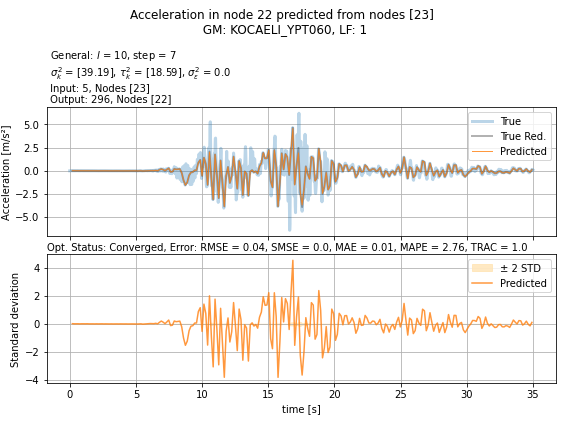 Acceleration in node 22 predicted from nodes [23]
GM: KOCAELI_YPT060, LF: 1
General: l = 10, step = 7
σ²ₖ = [39.19], τ²ₖ = [18.59], σ²ε = 0.0
Input: 5, Nodes [23]
Output: 296, Nodes [22]
Acceleration [m/s²]
5.0
2.5
0.0
−2.5
−5.0
True
True Red.
Predicted
Opt. Status: Converged, Error: RMSE = 0.04, SMSE = 0.0, MAE = 0.01, MAPE = 2.76, TRAC = 1.0
Standard deviation
4
2
0
−2
−4
± 2 STD
Predicted
0 5 10 15 20 25 30 35
time [s]